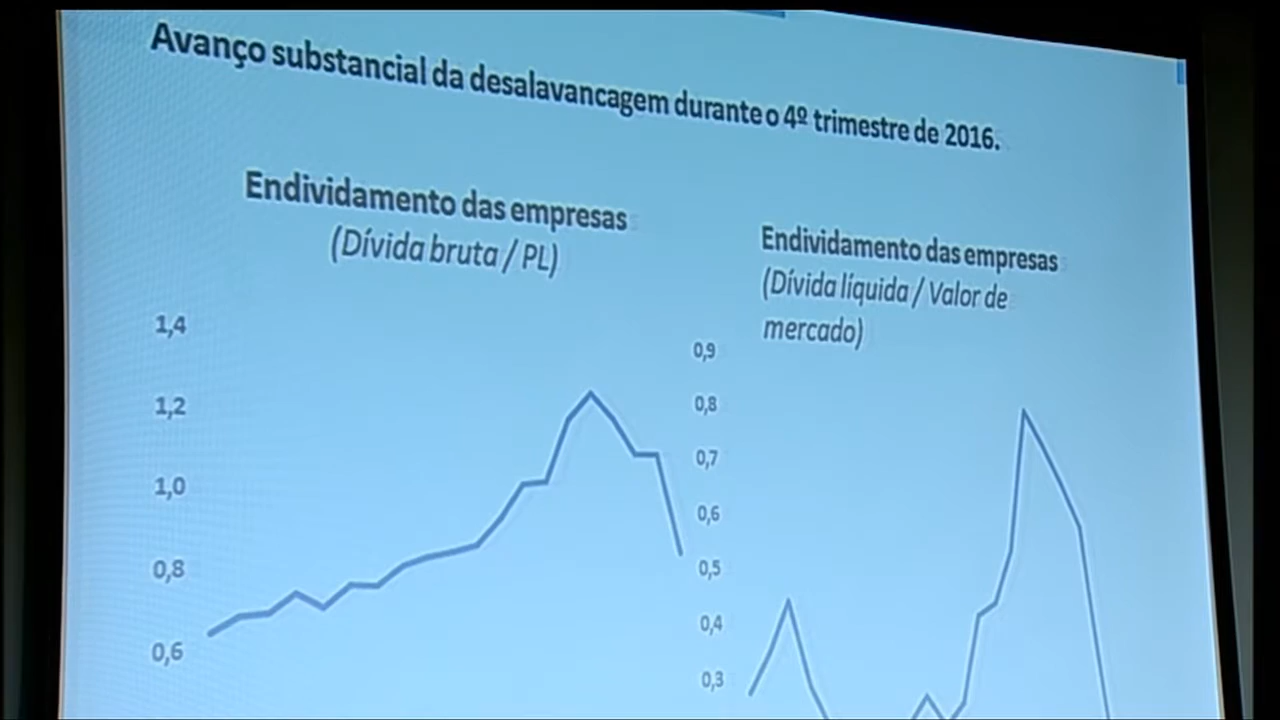 Avanço substancial da desalavancagem durante o 4º trimestre de 2016.
Endividamento das empresas
(Dívida bruta / PL)
1,4
1,2
1,0
0,8
0,6
Endividamento das empresas
(Dívida líquida / Valor de
mercado)
0,9
0,8
0,7
0,6
0,5
0,4
0,3